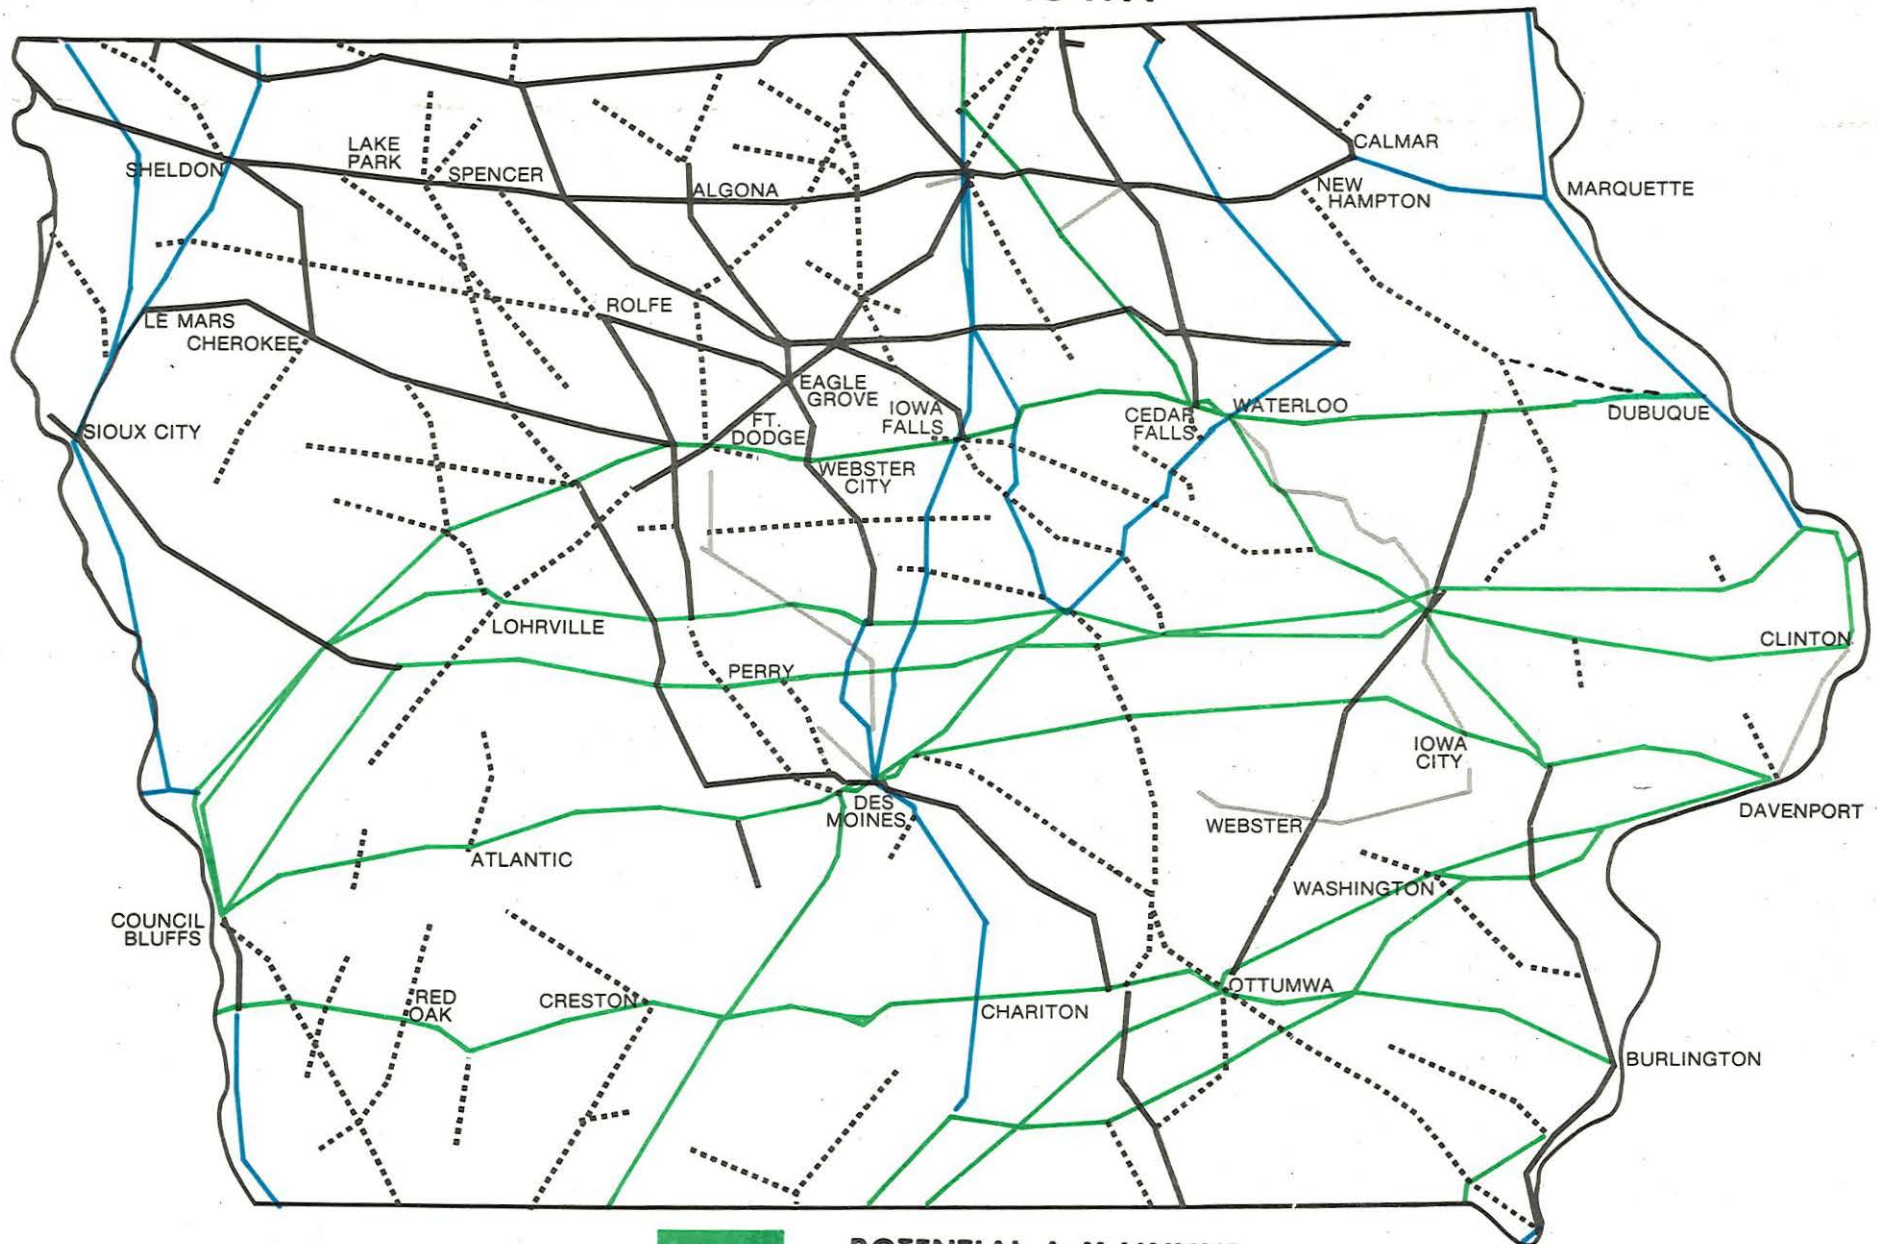 CALMAR
LAKE
PARK
SHELDON
SPENCER
ALGONA
NEW
HAMPTON
MARQUETTE
ROLFE
LE MARS
CHEROKEE
EAGLE
GROVE
IOWA
FALLS
CEDAR
FALLS
WATERLOO
DUBUQUE
SIOUX CITY
FT.
DODGE
WEBSTER
CITY
LOHRVILLE
CLINTON
PERRY
IOWA
CITY
DES
MOINES
WEBSTER
DAVENPORT
ATLANTIC
WASHINGTON
COUNCIL
BLUFFS
RED
OAK
CRESTON
OTTUMWA
CHARITON
BURLINGTON
POTENTIAL